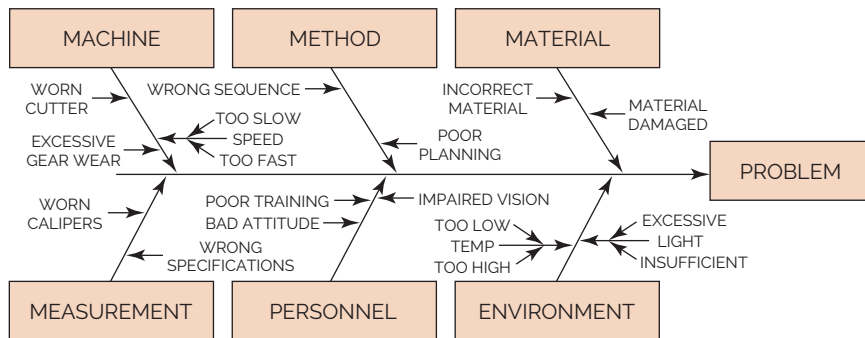 MACHINE
METHOD
MATERIAL
WORN
CUTTER
EXCESSIVE
GEAR WEAR
TOO SLOW
SPEED
TOO FAST
WRONG SEQUENCE
POOR
PLANNING
INCORRECT
MATERIAL
MATERIAL
DAMAGED
PROBLEM
WORN
CALIPERS
WRONG
SPECIFICATIONS
POOR TRAINING
BAD ATTITUDE
IMPAIRED VISION
TOO LOW
TEMP
TOO HIGH
EXCESSIVE
LIGHT
INSUFFICIENT
MEASUREMENT
PERSONNEL
ENVIRONMENT